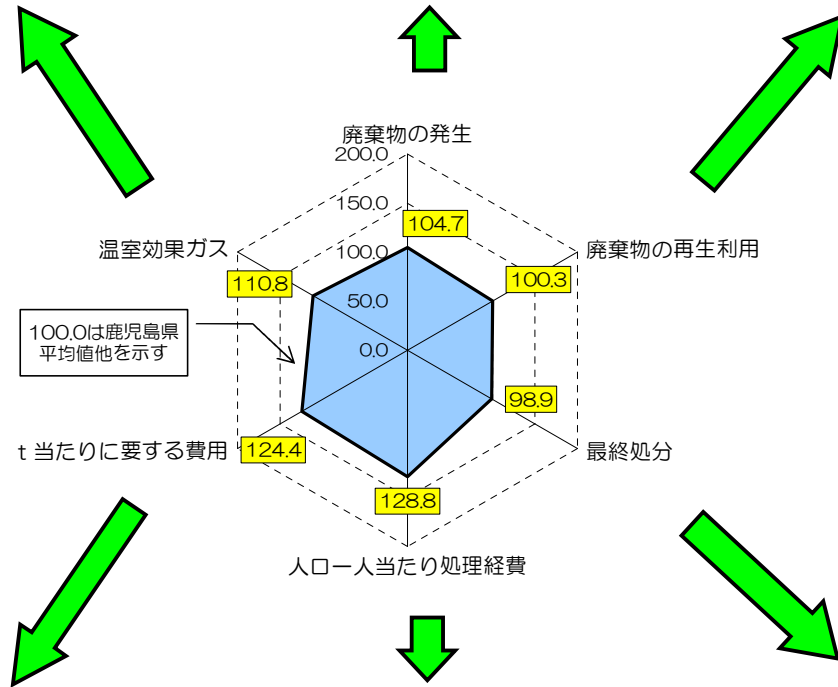 廃棄物の発生
200.0
150.0
104.7
温室効果ガス
100.0
廃棄物の再生利用
110.8
100.3
50.0
100.0は鹿児島県
平均値他を示す
0.0
98.9
t 当たりに要する費用
124.4
最終処分
128.8
人口一人当たり処理経費